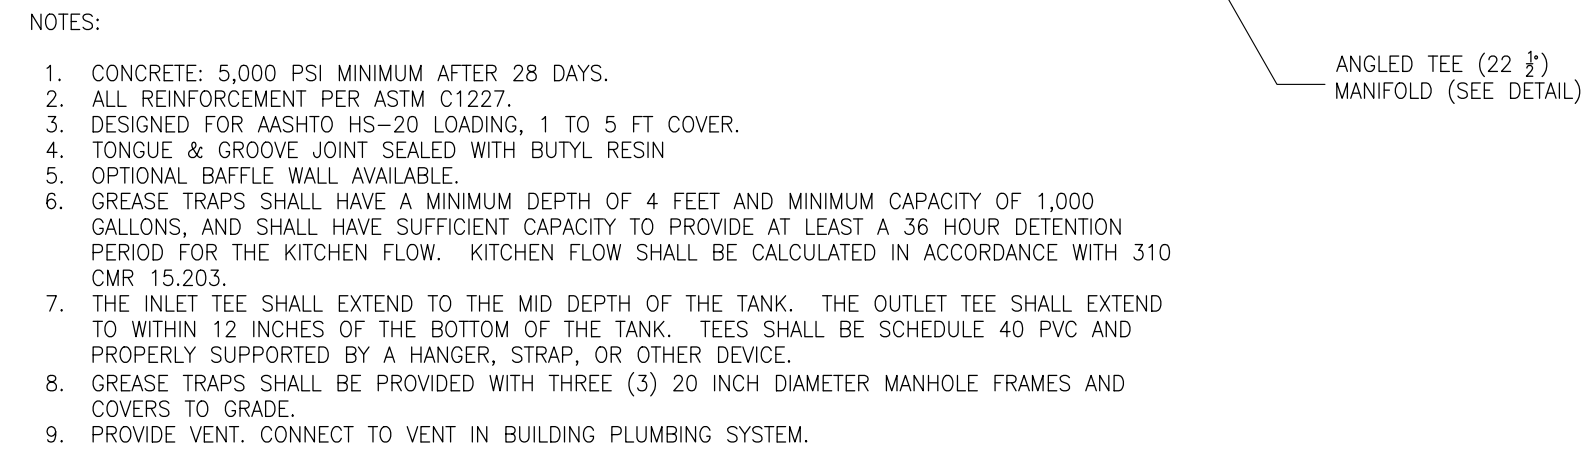 NOTES:
1. CONCRETE: 5,000 PSI MINIMUM AFTER 28 DAYS.
2. ALL REINFORCEMENT PER ASTM C1227.
3. DESIGNED FOR AASHTO HS-20 LOADING, 1 TO 5 FT COVER.
4. TONGUE & GROOVE JOINT SEALED WITH BUTYL RESIN
5. OPTIONAL BAFFLE WALL AVAILABLE.
6. GREASE TRAPS SHALL HAVE A MINIMUM DEPTH OF 4 FEET AND MINIMUM CAPACITY OF 1,000
GALLONS, AND SHALL HAVE SUFFICIENT CAPACITY TO PROVIDE AT LEAST A 36 HOUR DETENTION
PERIOD FOR THE KITCHEN FLOW. KITCHEN FLOW SHALL BE CALCULATED IN ACCORDANCE WITH 310
CMR 15.203.
7. THE INLET TEE SHALL EXTEND TO THE MID DEPTH OF THE TANK. THE OUTLET TEE SHALL EXTEND
TO WITHIN 12 INCHES OF THE BOTTOM OF THE TANK. TEES SHALL BE SCHEDULE 40 PVC AND
PROPERLY SUPPORTED BY A HANGER, STRAP, OR OTHER DEVICE.
8. GREASE TRAPS SHALL BE PROVIDED WITH THREE (3) 20 INCH DIAMETER MANHOLE FRAMES AND
COVERS TO GRADE.
9. PROVIDE VENT. CONNECT TO VENT IN BUILDING PLUMBING SYSTEM.
ANGLED TEE (22 ½°)
MANIFOLD (SEE DETAIL)